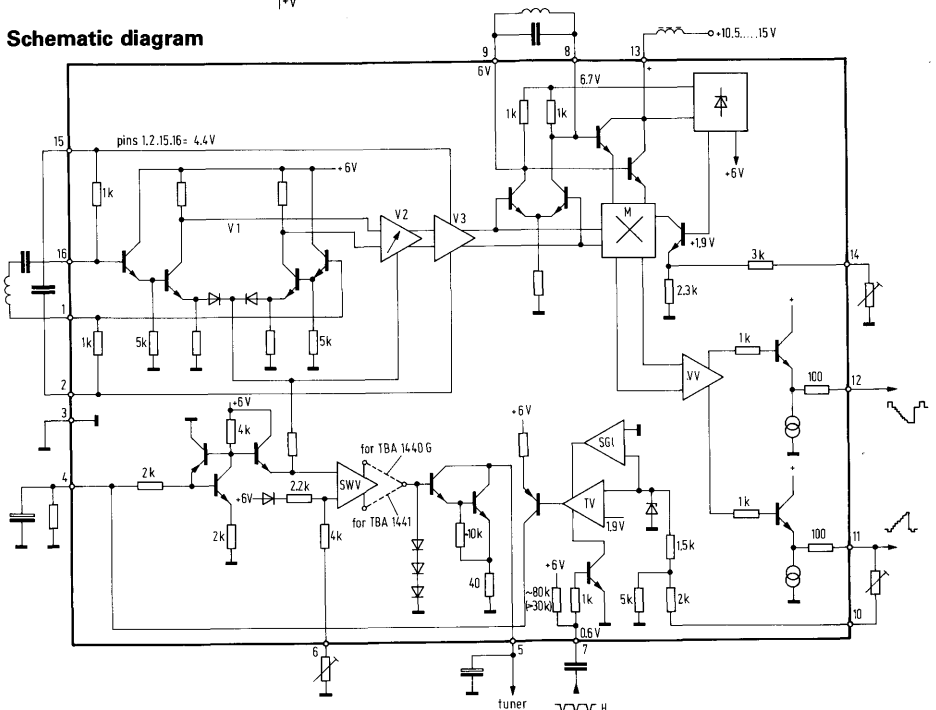 +V
Schematic diagram
9
8
13
+10.5.....15V
6V
+
6.7V
1k
1k
15
pins 1.2.15.16= 4.4V
+6V
+6V
1k
V1
V2
V3
M
+1.9V
16
14
3k
2.3k
1
1k
5k
5k
+
1k
VV
100
12
2
3
+6V
4k
+6V
for TBA 1440 G
SGl
+
4
2k
SWV
TV
+6V
2.2k
1.9V
1k
for TBA 1441
100
11
2k
4k
10k
1,5k
40
+6V
~80k
(>30k)
1k
5k
2k
10
0.6V
6
5
7
tuner
H